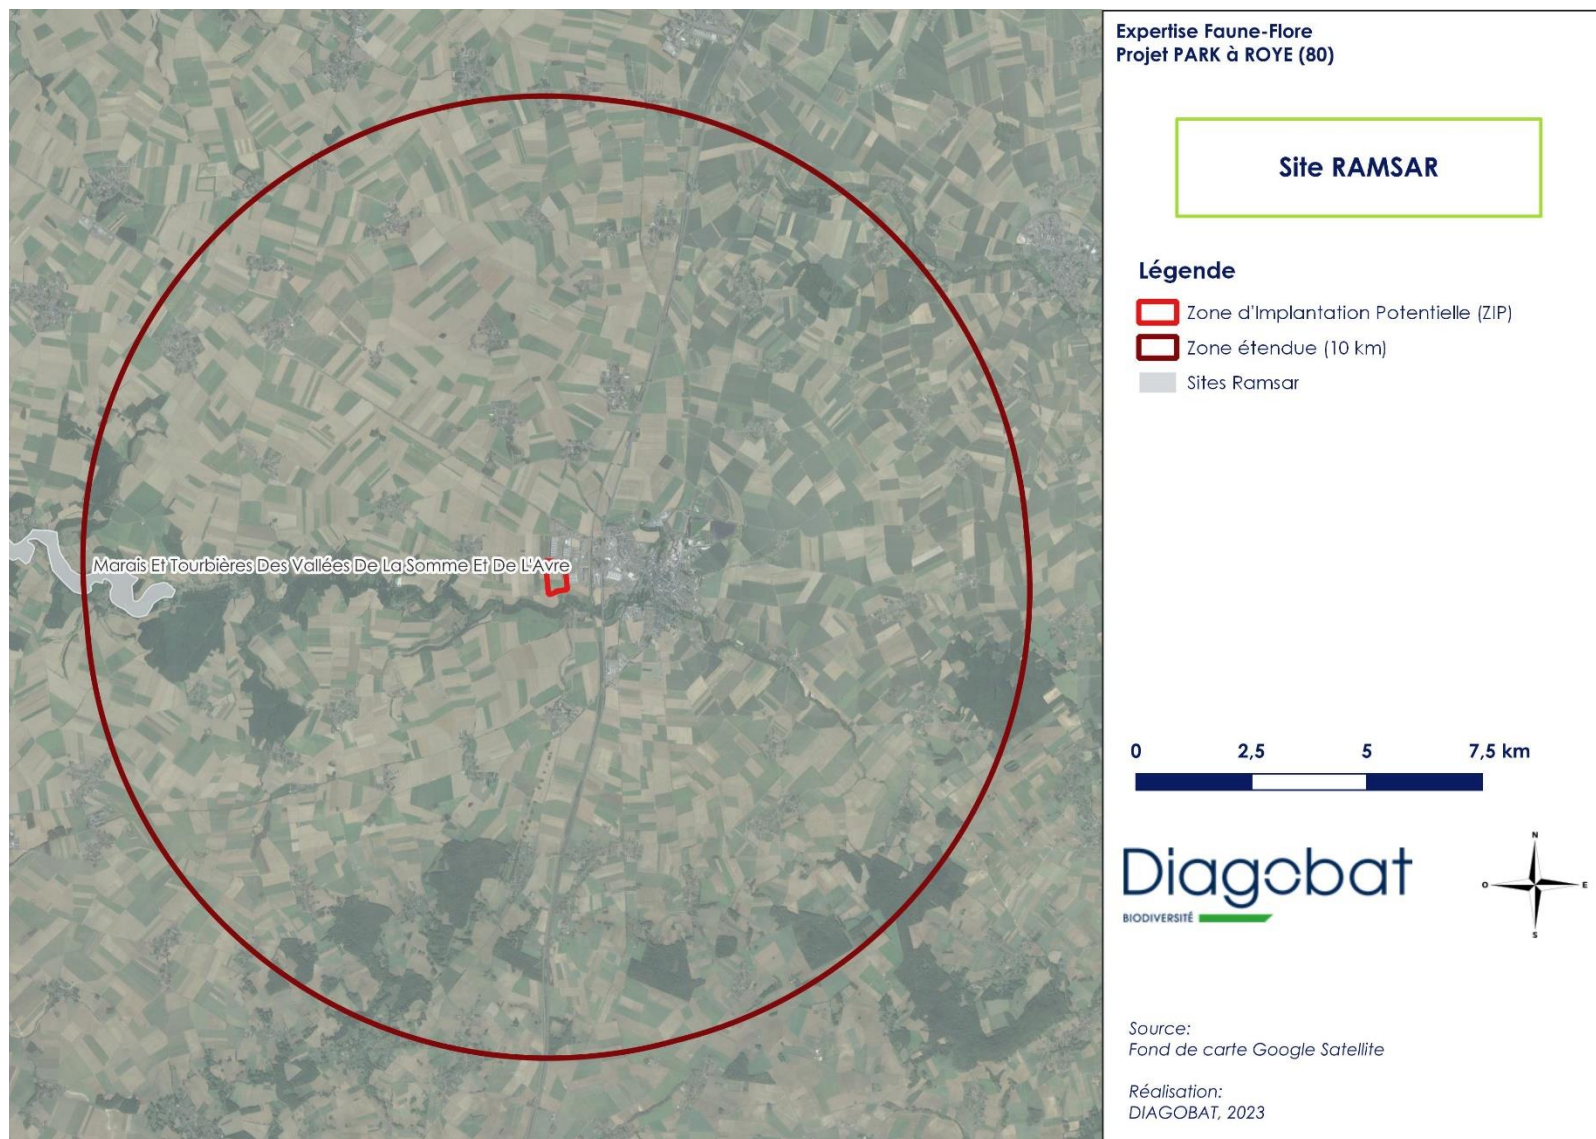 Expertise Faune-Flore
Projet PARK à ROYE (80)
Site RAMSAR
Légende
Zone d'Implantation Potentielle (ZIP)
Zone étendue (10 km)
Sites Ramsar
Marais Et Tourbières Des Vallées De La Somme Et De L'Avre
0 2,5 5 7,5 km
Diagobat
BIODIVERSITÉ
N
O E
S
Source:
Fond de carte Google Satellite
Réalisation:
DIAGOBAT, 2023